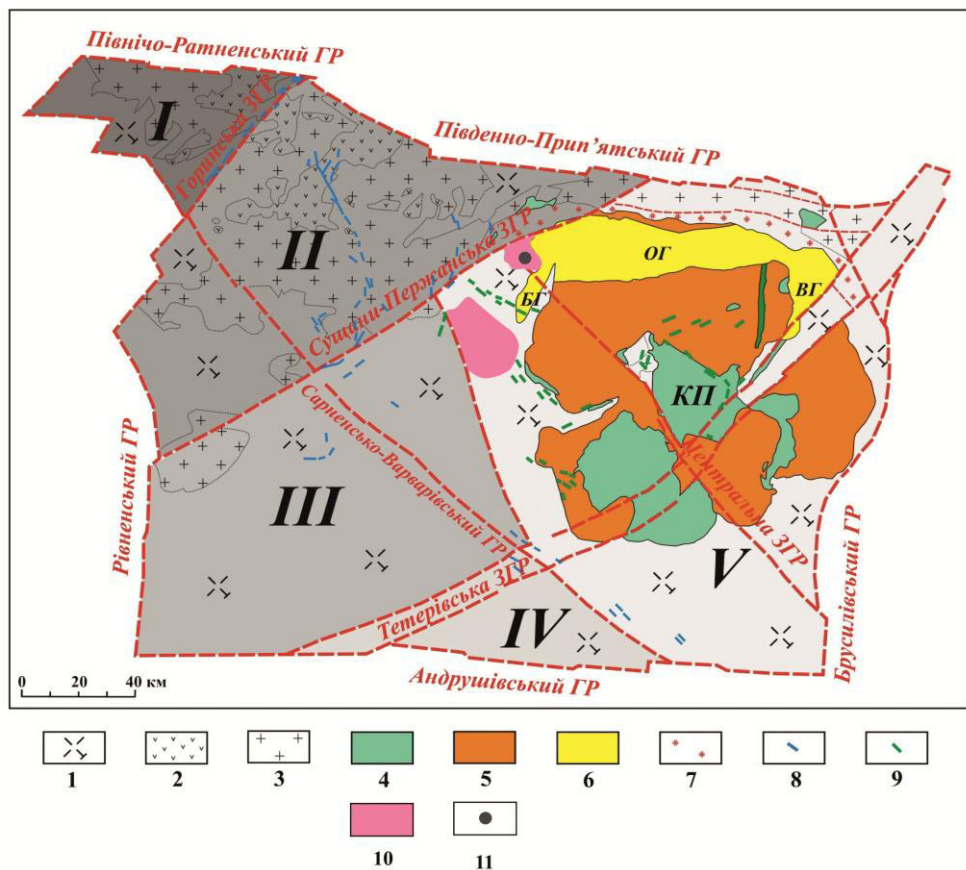 Північо-Ратненський ГР
I
Горинська ЗГР
Південно-Прип’ятський ГР
II
Сущани-Пержанська ЗГР
ОГ
БГ
ВГ
КП
Сарненсько-Варварівський ГР
Центральна ЗГР
Рівненський ГР
III
V
Тетерівська ЗГР
IV
Брусилівський ГР
Андрушівський ГР
0 20 40 км
1 2 3 4 5 6 7 8 9
10 11